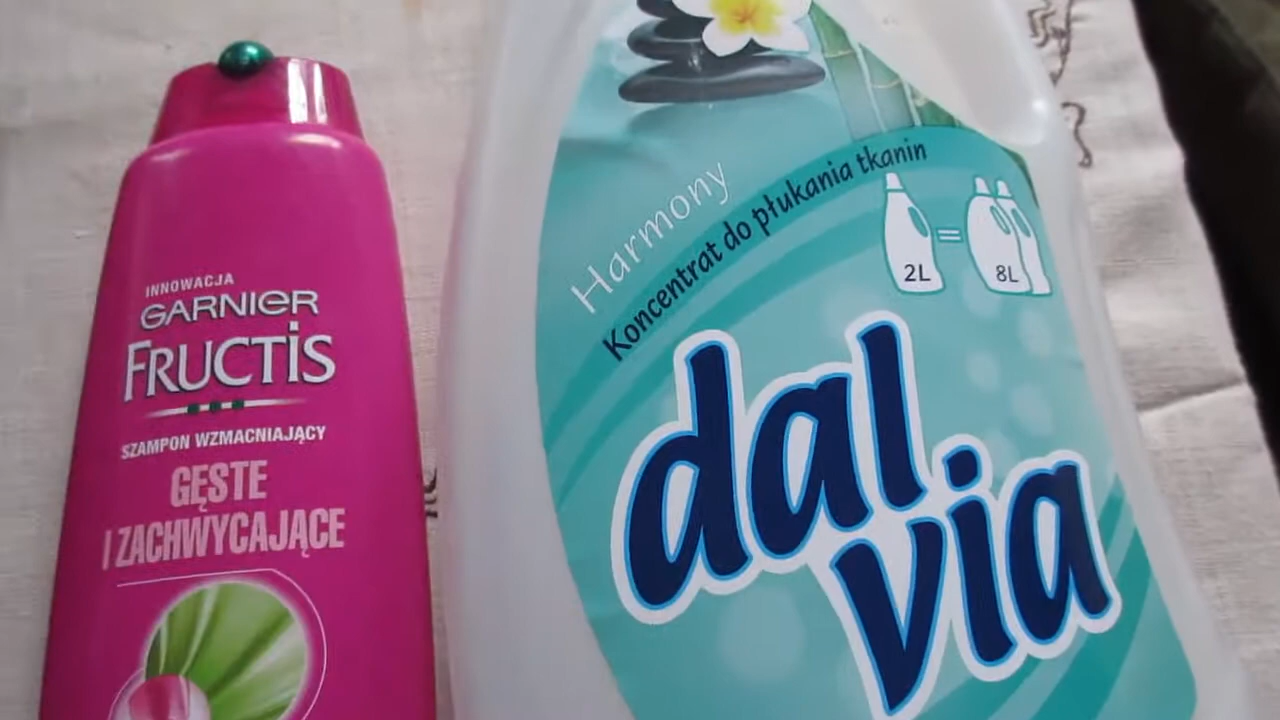 INNOWACJA
GARNIER
FRUCTIS
SZAMPON WZMACNIAJĄCY
GĘSTE
I ZACHWYCAJĄCE
Harmony
Koncentrat do płukania tkanin
2L = 8L
dal
via